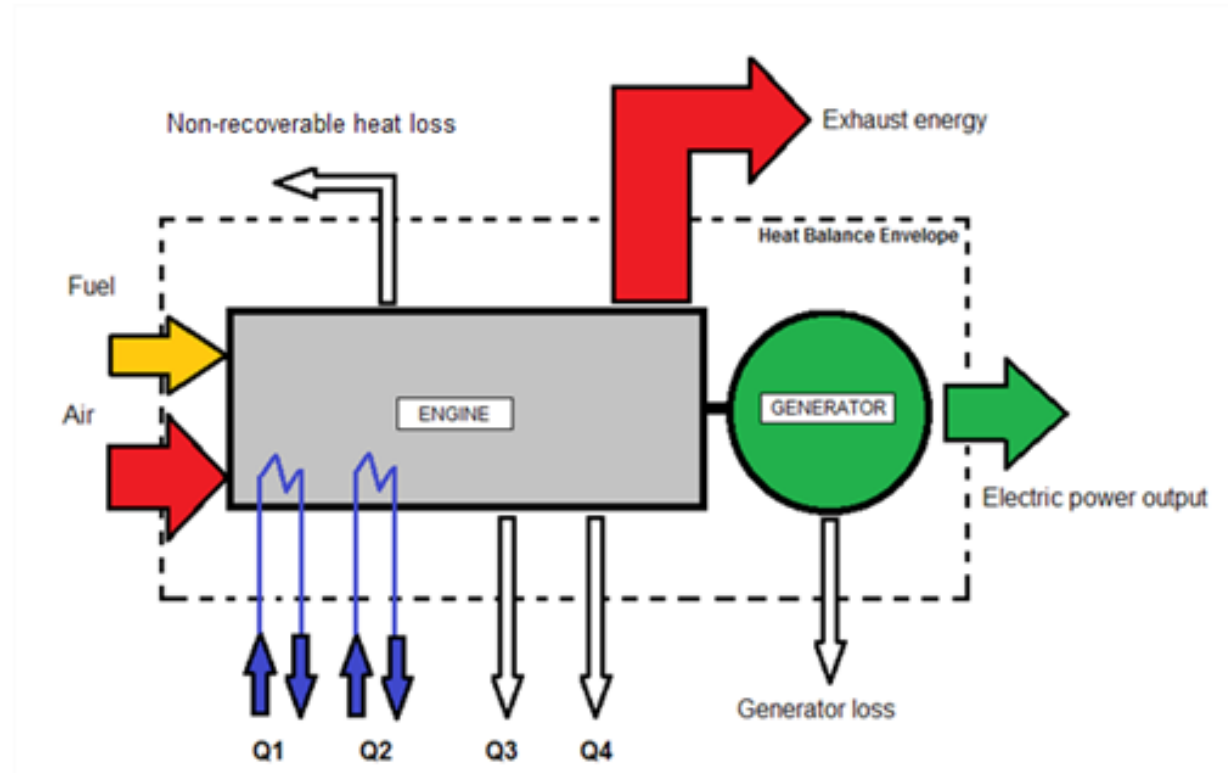 Non-recoverable heat loss
Exhaust energy
Heat Balance Envelope
Fuel
Air
ENGINE
GENERATOR
Electric power output
Generator loss
Q1
Q2
Q3
Q4